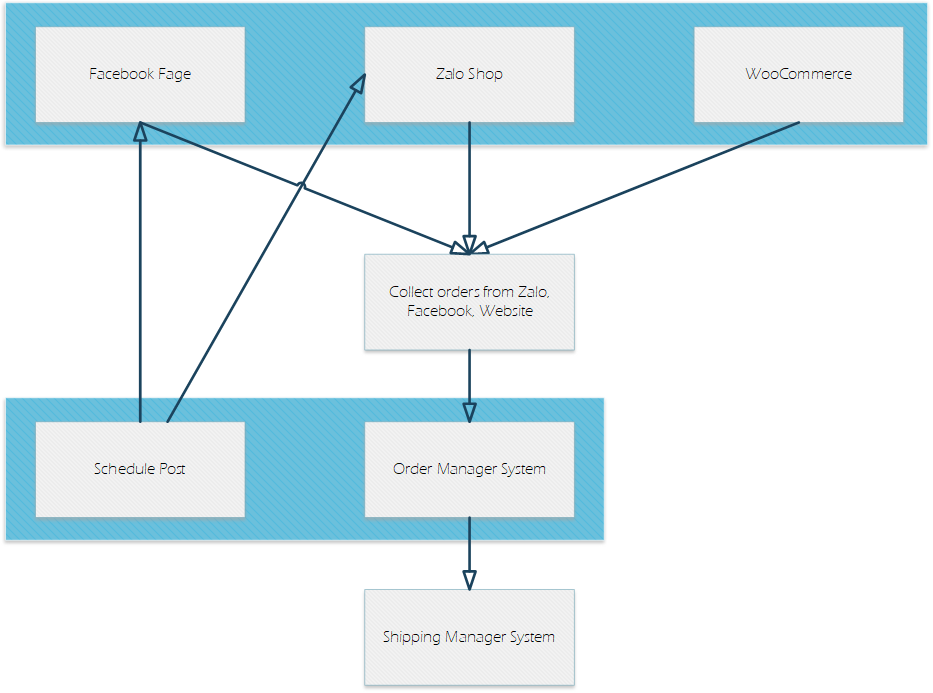 Facebook Fage
Zalo Shop
WooCommerce
Collect orders from Zalo,
Facebook, Website
Schedule Post
Order Manager System
Shipping Manager System